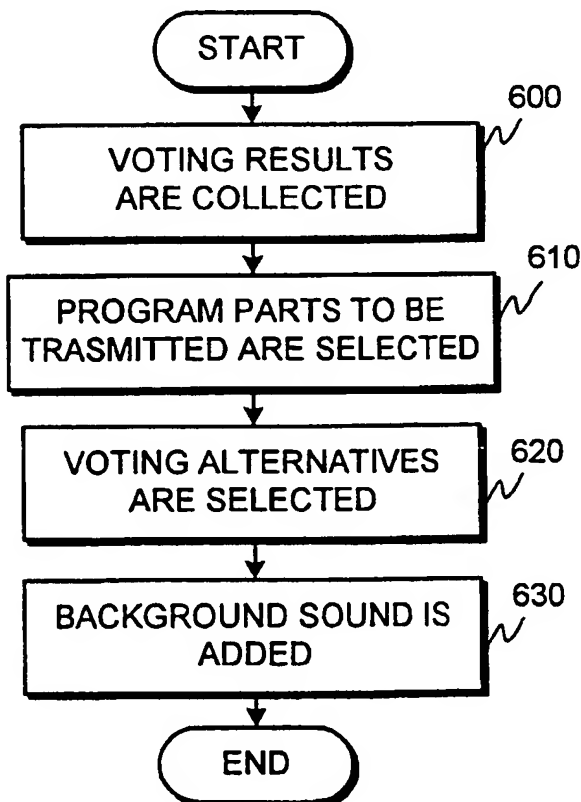 START
600
VOTING RESULTS
ARE COLLECTED
610
PROGRAM PARTS TO BE
TRASMITTED ARE SELECTED
620
VOTING ALTERNATIVES
ARE SELECTED
630
BACKGROUND SOUND IS
ADDED
END